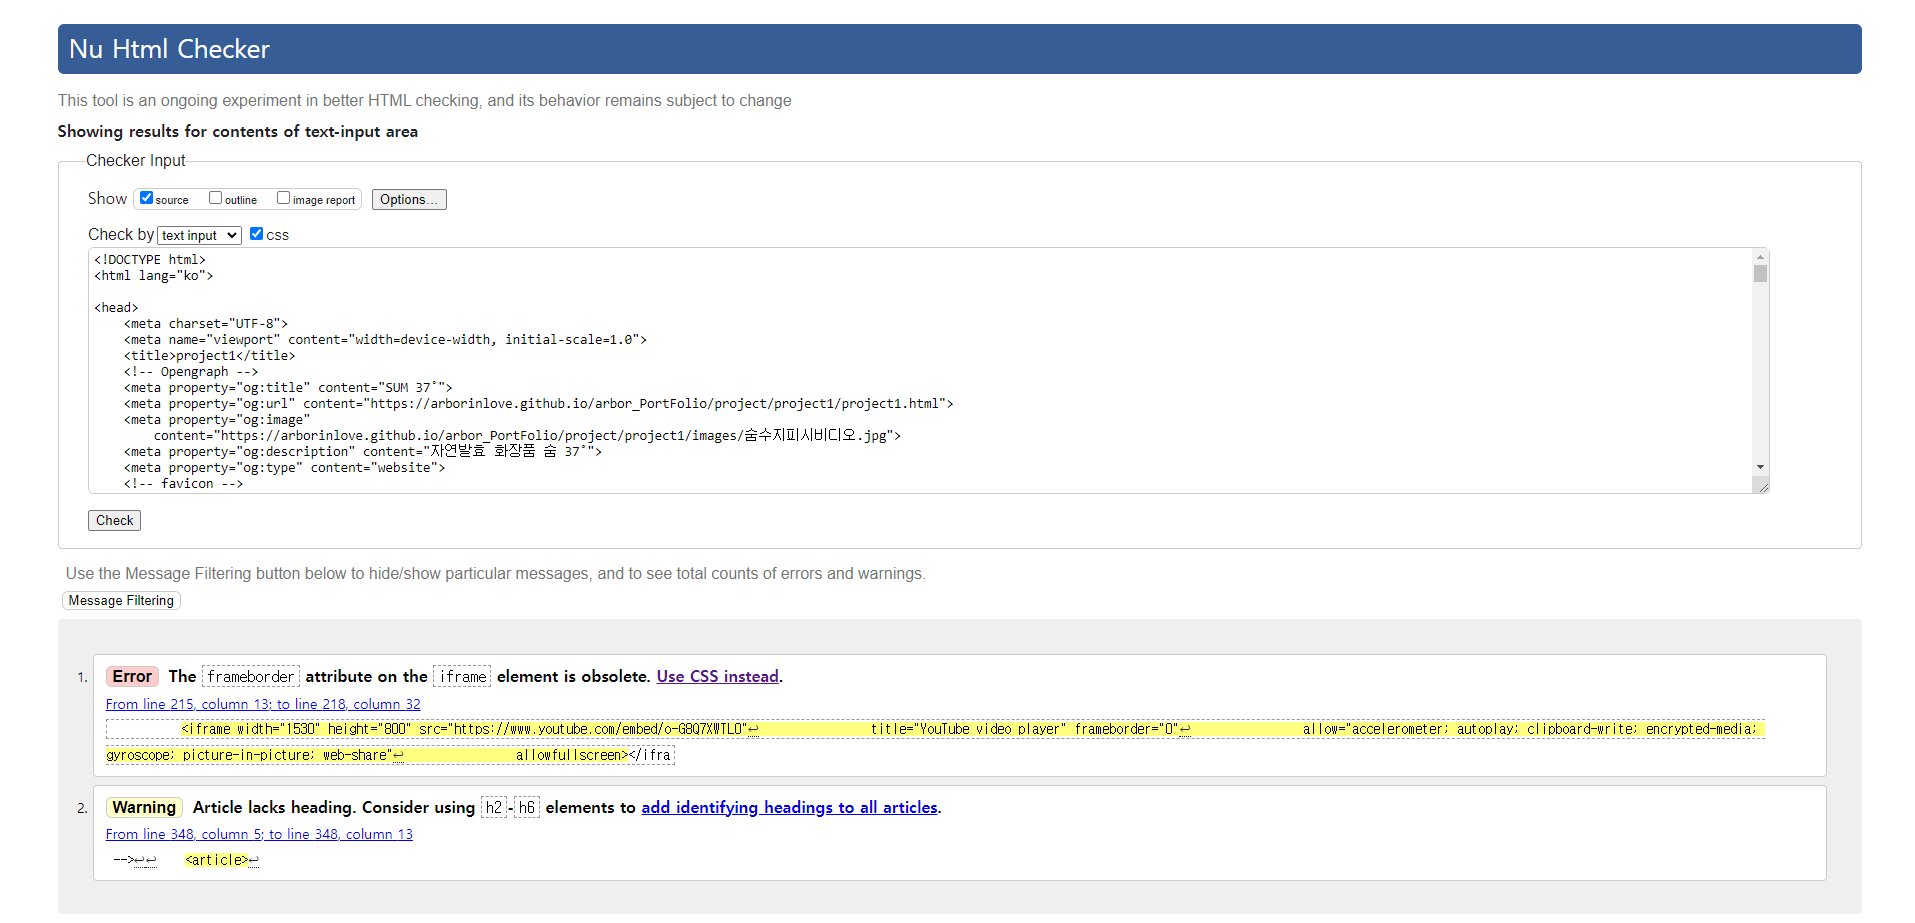 Nu Html Checker
This tool is an ongoing experiment in better HTML checking, and its behavior remains subject to change
Showing results for contents of text-input area
Checker Input
Show source outline image report Options...
Check by text input css
<!DOCTYPE html>
<html lang="ko">
<head>
<meta charset="UTF-8">
<meta name="viewport" content="width=device-width, initial-scale=1.0">
<title>project1</title>
<!-- Opengraph -->
<meta property="og:title" content="SUM 37˚">
<meta property="og:url" content="https://arborinlove.github.io/arbor_PortFolio/project/project1/project1.html">
<meta property="og:image"
content="https://arborinlove.github.io/arbor_PortFolio/project/project1/images/숨수지피시비디오.jpg">
<meta property="og:description" content="자연발효 화장품 숨 37˚">
<meta property="og:type" content="website">
<!-- favicon -->
Check
Use the Message Filtering button below to hide/show particular messages, and to see total counts of errors and warnings.
Message Filtering
1. Error The frameborder attribute on the iframe element is obsolete. Use CSS instead.
From line 215, column 13; to line 218, column 32
<iframe width="1530" height="800" src="https://www.youtube.com/embed/o-G8Q7XWTL0"↩ title="YouTube video player" frameborder="0"↩ allow="accelerometer; autoplay; clipboard-write; encrypted-media;
gyroscope; picture-in-picture; web-share"↩ allowfullscreen></ifra
2. Warning Article lacks heading. Consider using h2-h6 elements to add identifying headings to all articles.
From line 348, column 5; to line 348, column 13
-->↩↩ <article>↩